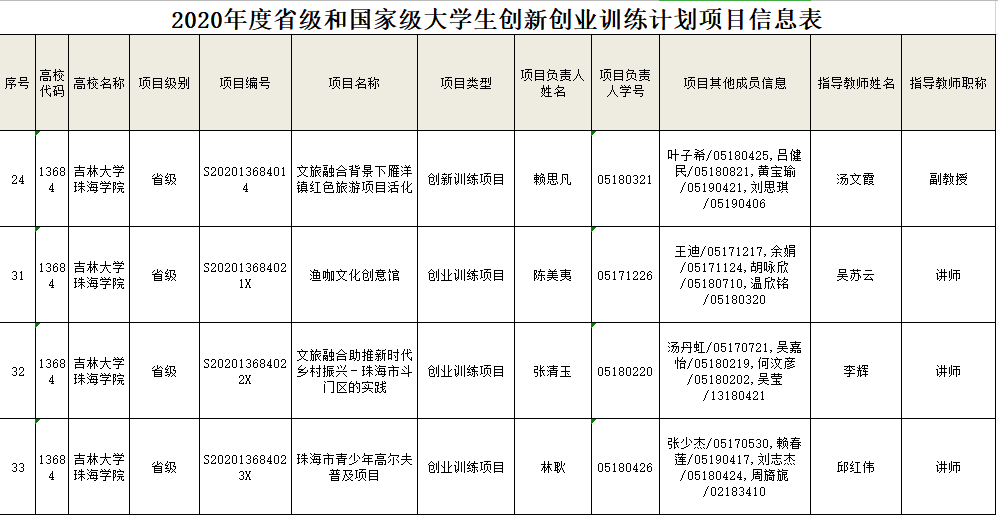 2020年度省级和国家级大学生创新创业训练计划项目信息表
序号
高校
代码
高校名称
项目级别
项目编号
项目名称
项目类型
项目负责人
姓名
项目负责
人学号
项目其他成员信息
指导教师姓名
指导教师职称
24
1368
4
吉林大学
珠海学院
省级
S20201368401
4
文旅融合背景下雁洋
镇红色旅游项目活化
创新训练项目
赖思凡
05180321
叶子希/05180425,吕健
民/05180821,黄宝瑜
/05190421,刘思琪
/05190406
汤文霞
副教授
31
1368
4
吉林大学
珠海学院
省级
S20201368402
1X
渔咖文化创意馆
创业训练项目
陈美夷
05171226
王迪/05171217,余娟
/05171124,胡咏欣
/05180710,温欣铭
/05180320
吴苏云
讲师
32
1368
4
吉林大学
珠海学院
省级
S20201368402
2X
文旅融合助推新时代
乡村振兴－珠海市斗
门区的实践
创业训练项目
张清玉
05180220
汤丹虹/05170721,吴嘉
怡/05180219,何汶彦
/05180202,吴莹
/13180421
李辉
讲师
33
1368
4
吉林大学
珠海学院
省级
S20201368402
3X
珠海市青少年高尔夫
普及项目
创业训练项目
林耿
05180426
张少杰/05170530,赖春
莲/05190417,刘志杰
/05180424,周旖旎
/02183410
邱红伟
讲师